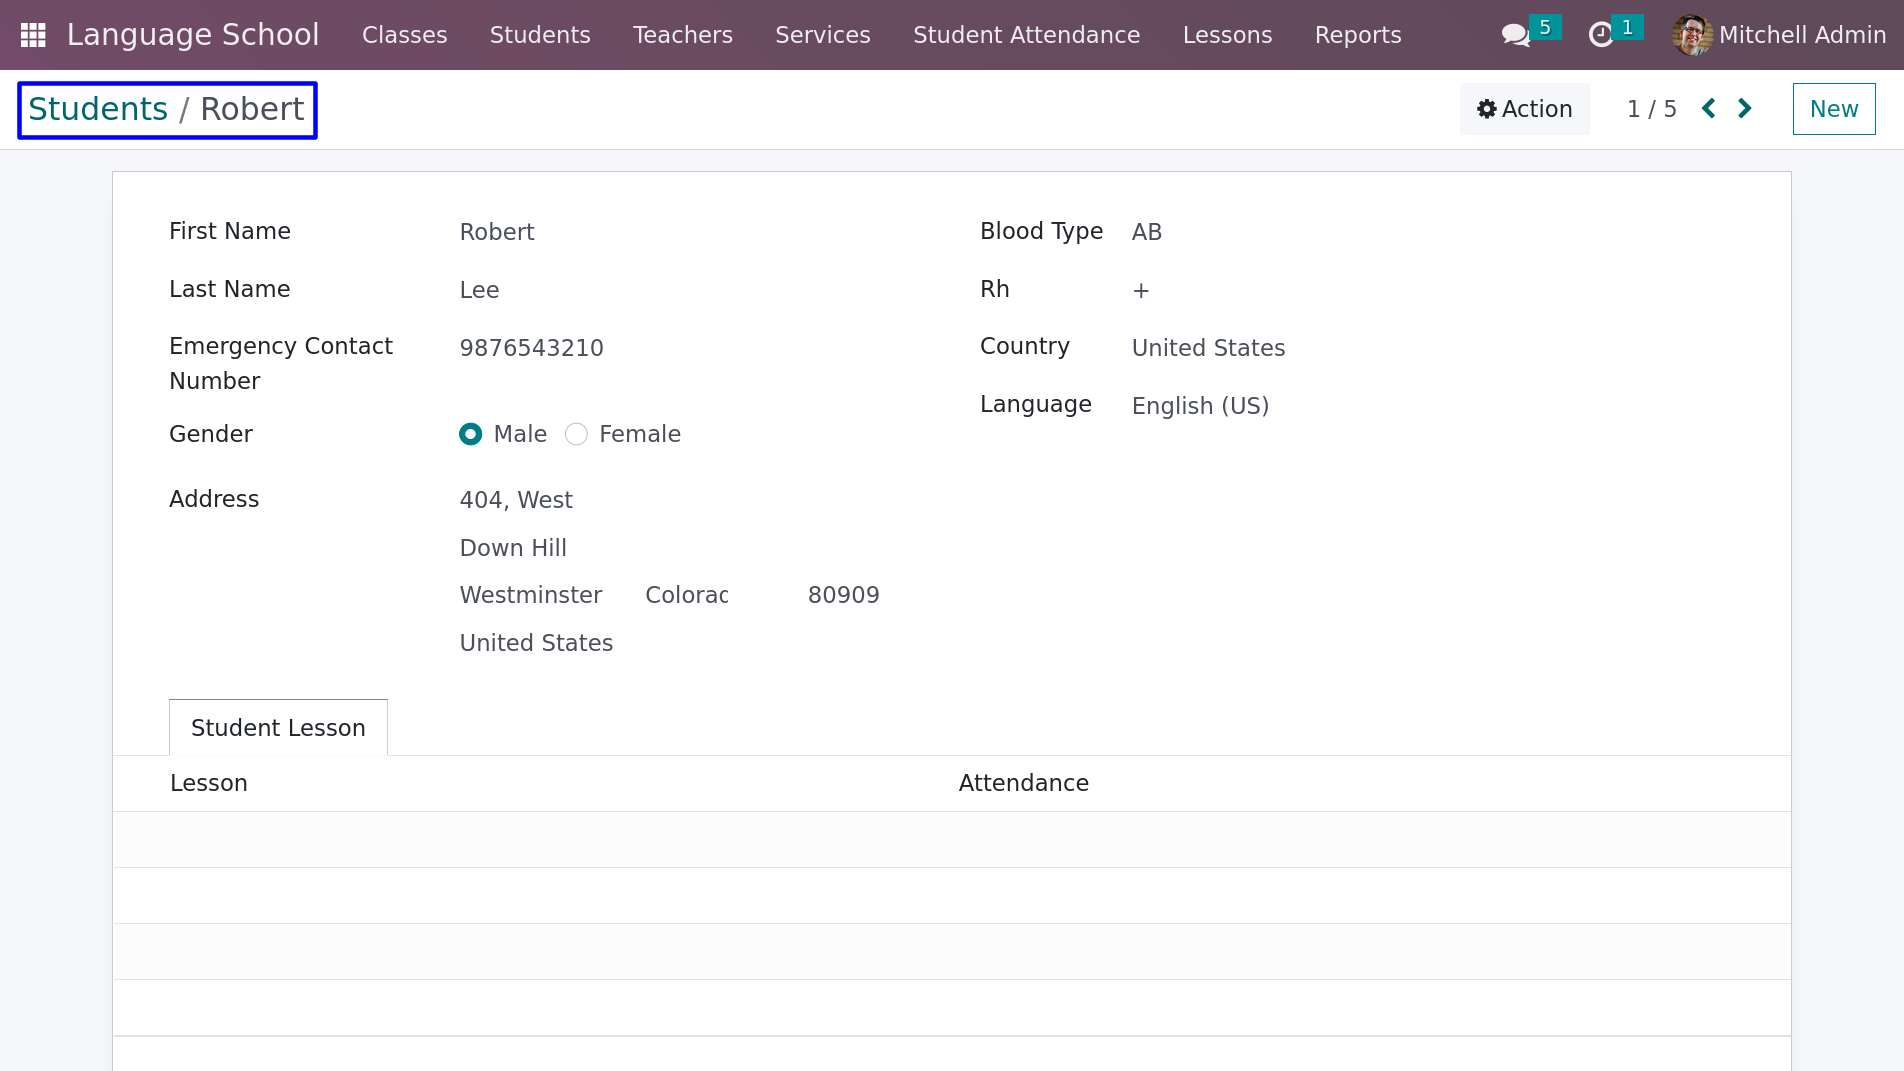 Language School Classes Students Teachers Services Student Attendance Lessons Reports 5 1 Mitchell Admin
Students / Robert Action 1 / 5 New
First Name Robert Blood Type AB
Last Name Lee Rh +
Emergency Contact Number 9876543210 Country United States
Language English (US)
Gender Male Female
Address 404, West
Down Hill
Westminster Colorac 80909
United States
Student Lesson
Lesson Attendance